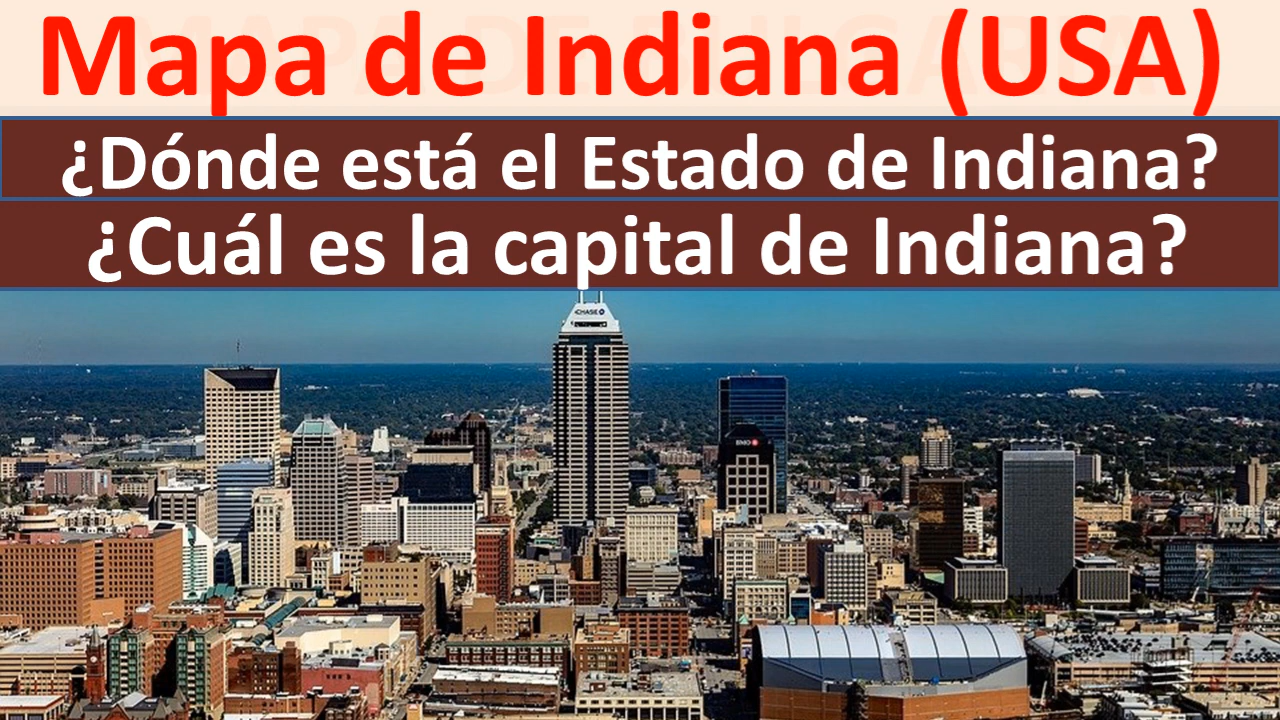 Mapa de Indiana (USA)
¿Dónde está el Estado de Indiana?
¿Cuál es la capital de Indiana?
CHASE
BMO